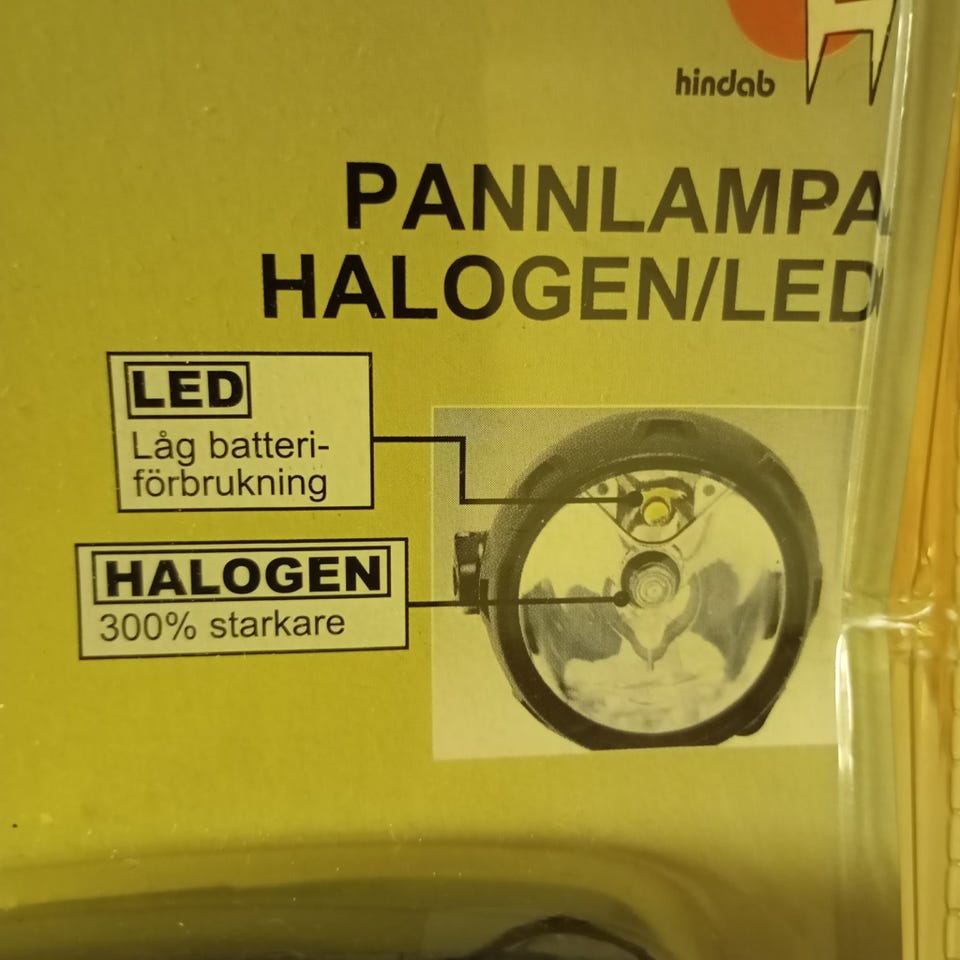 hindab
PANNLAMPA
HALOGEN/LED
LED
Låg batteri-
förbrukning
HALOGEN
300% starkare